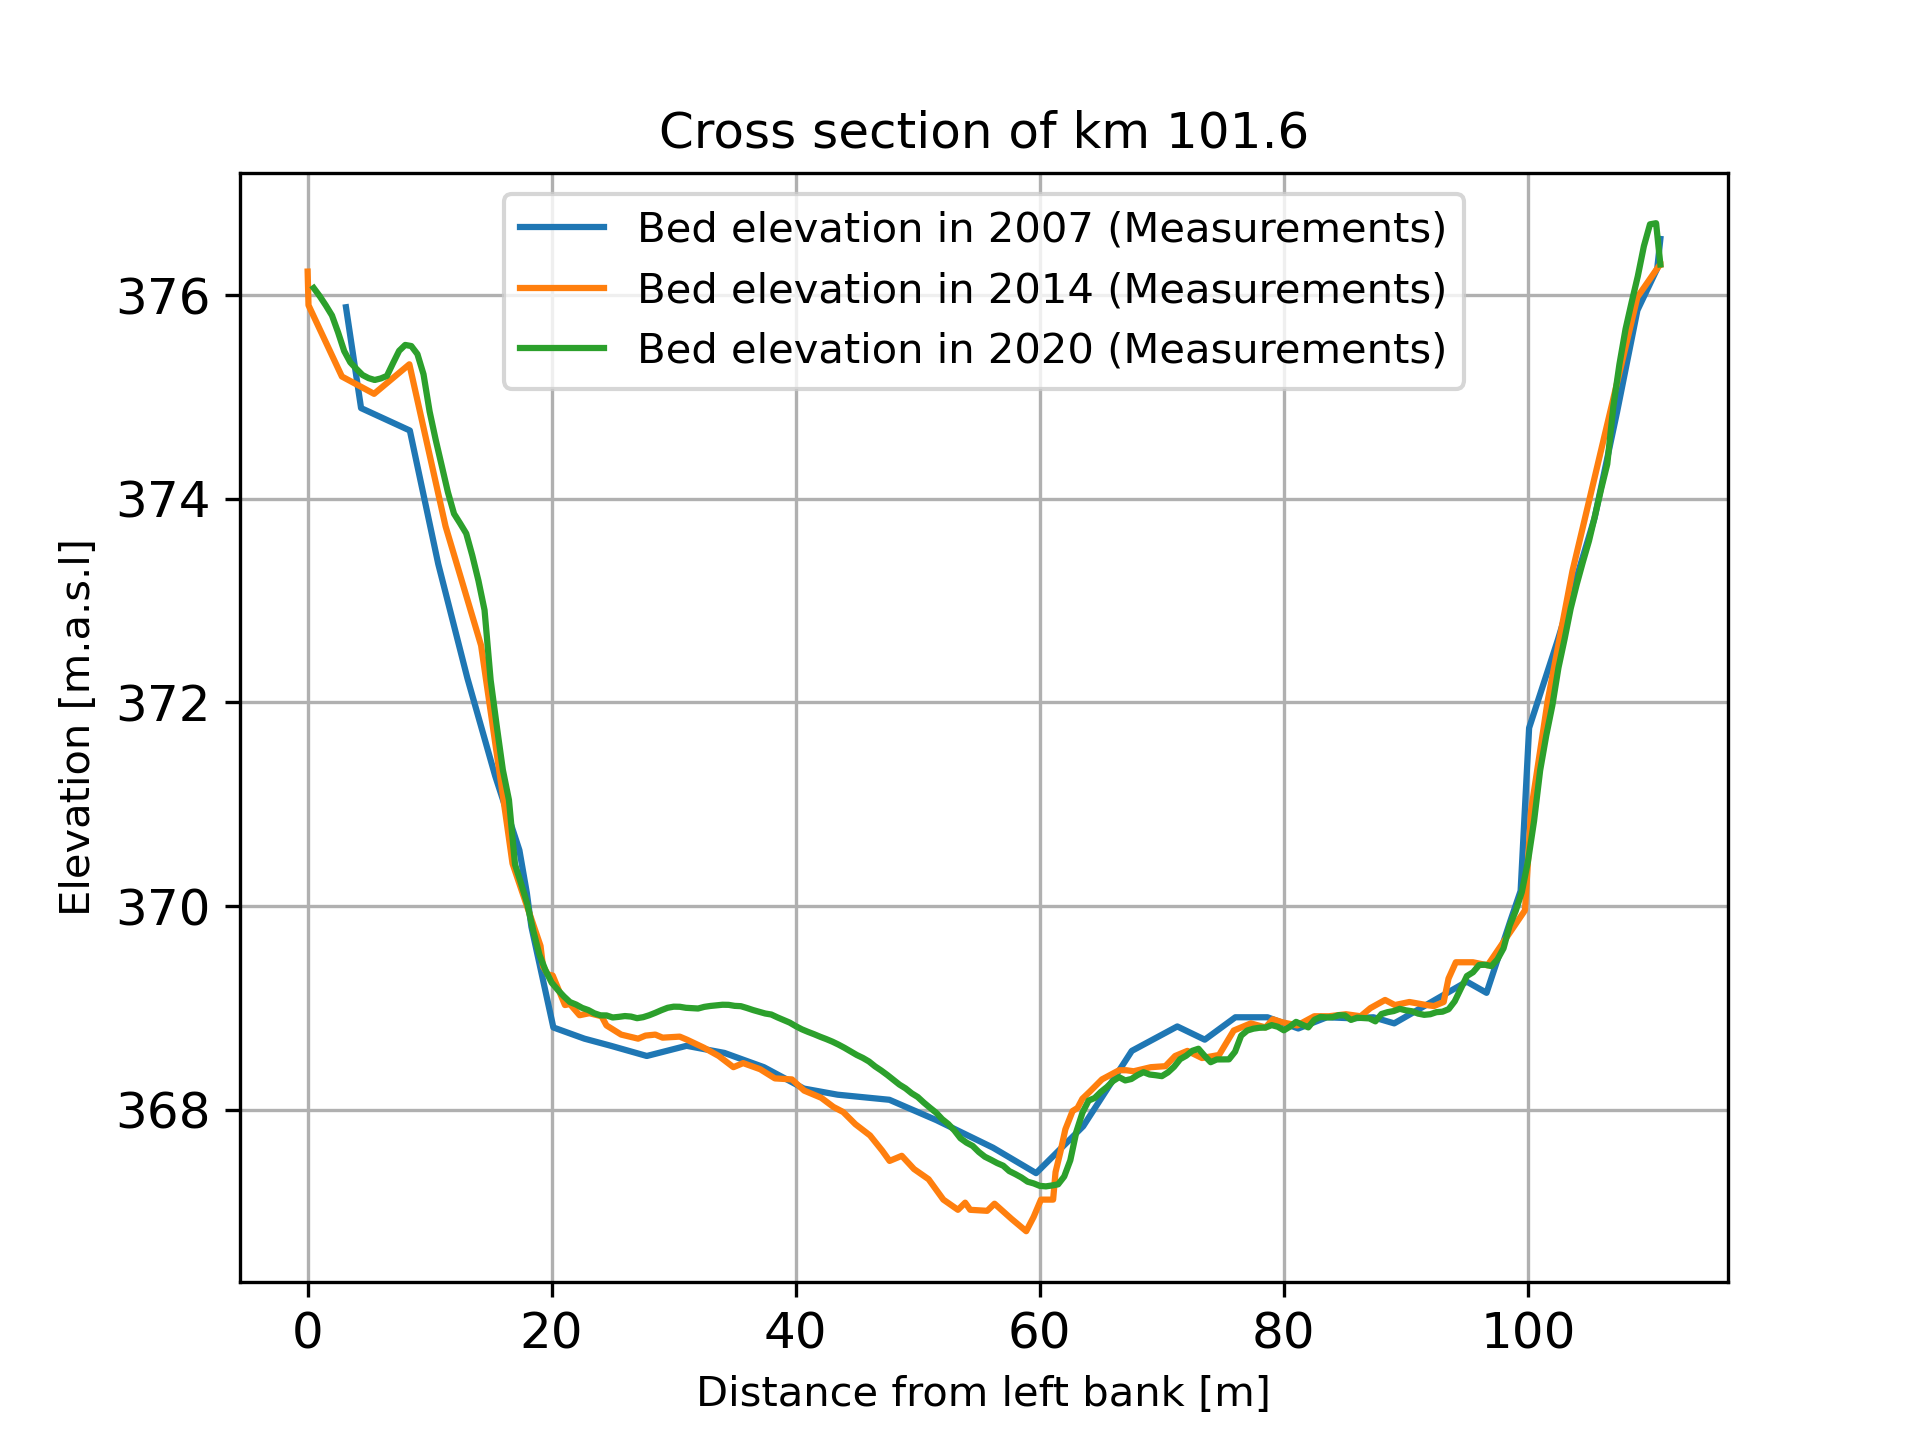 Cross section of km 101.6
Bed elevation in 2007 (Measurements)
Bed elevation in 2014 (Measurements)
Bed elevation in 2020 (Measurements)
376
374
372
370
368
Elevation [m.a.s.l]
0 20 40 60 80 100
Distance from left bank [m]